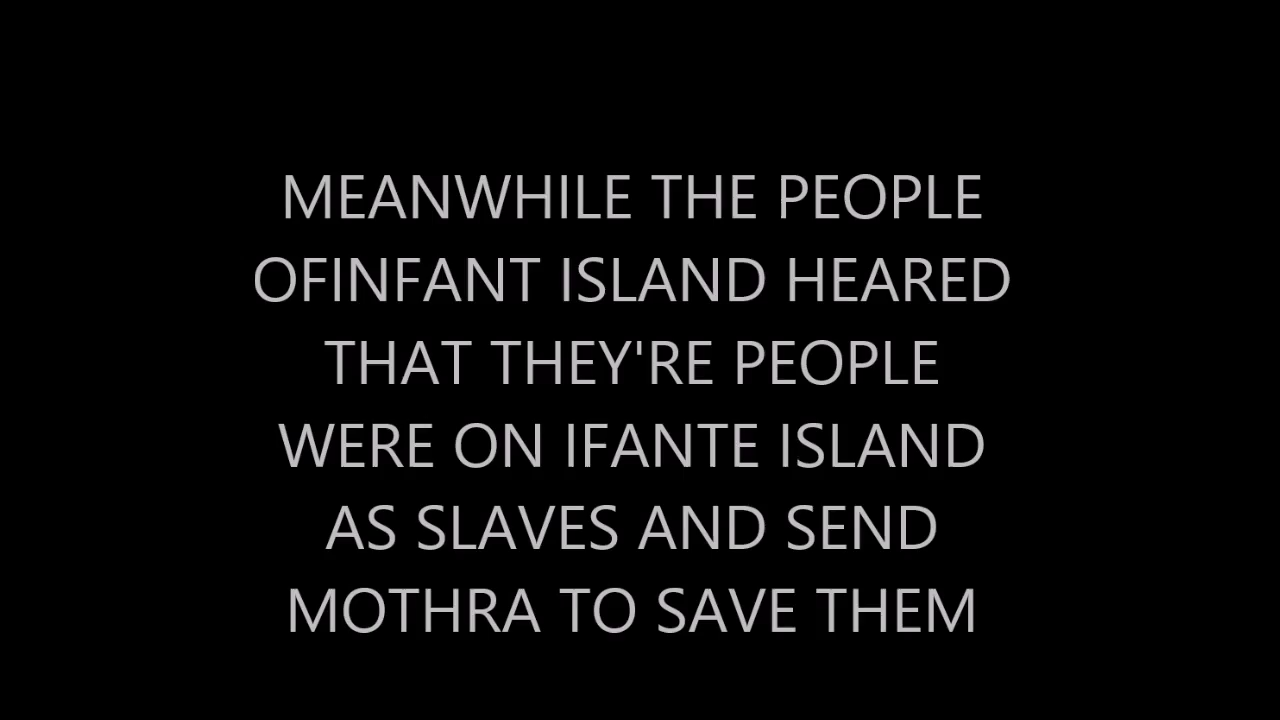 MEANWHILE THE PEOPLE
OFINFANT ISLAND HEARED
THAT THEY'RE PEOPLE
WERE ON IFANTE ISLAND
AS SLAVES AND SEND
MOTHRA TO SAVE THEM